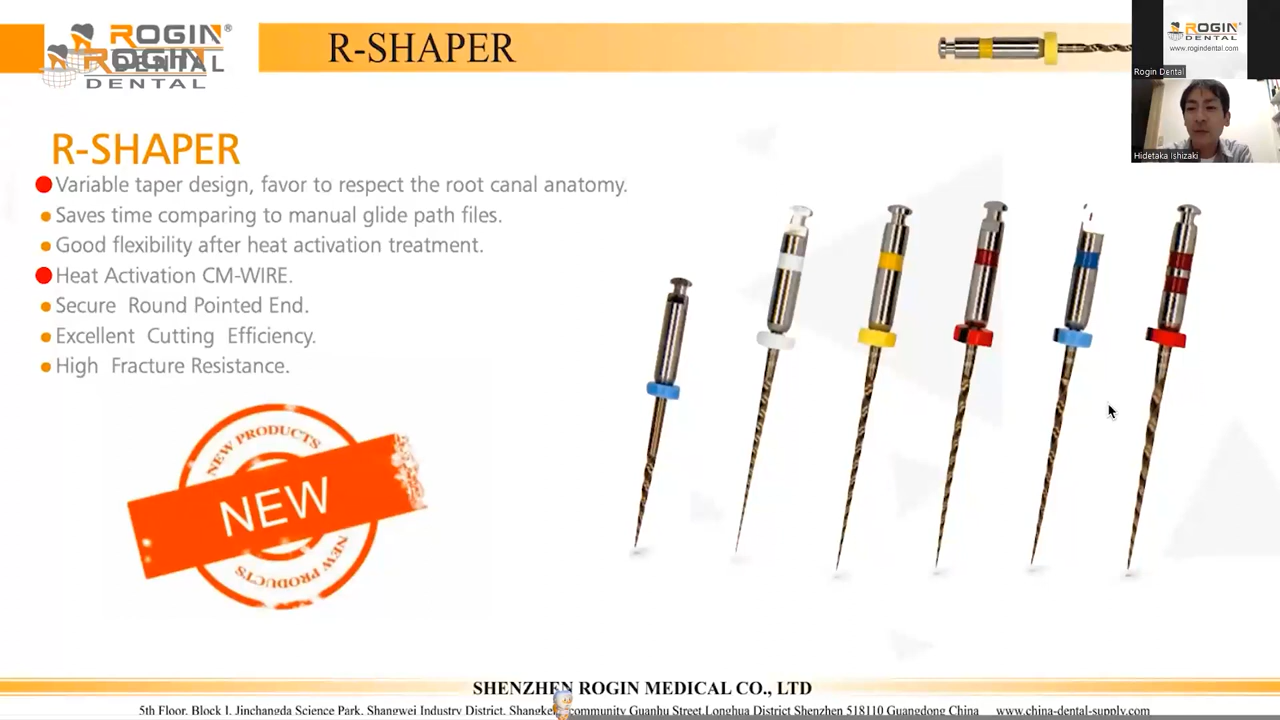 ROGIN®
DENTAL
ROGIN
DENTAL
R-SHAPER
ROGIN
DENTAL
www.rogindental.com
Rogin Dental
Hidetaka Ishizaki
R-SHAPER
Variable taper design, favor to respect the root canal anatomy.
Saves time comparing to manual glide path files.
Good flexibility after heat activation treatment.
Heat Activation CM-WIRE.
Secure Round Pointed End.
Excellent Cutting Efficiency.
High Fracture Resistance.
NEW PRODUCTS
NEW
NEW PRODUCTS
SHENZHEN ROGIN MEDICAL CO., LTD
5th Floor, Block I, Jinchangda Science Park, Shangwei Industry District, Shangke community Guanhu Street,Longhua District Shenzhen 518110 Guangdong China www.china-dental-supply.com